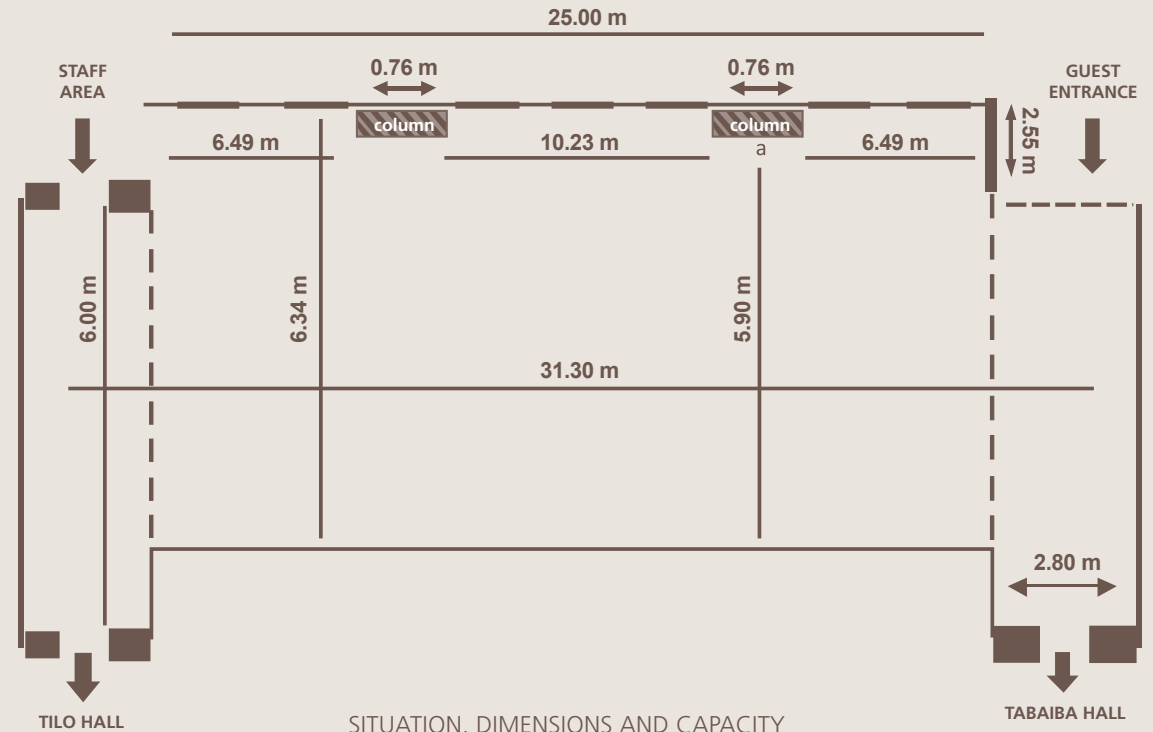 25.00 m
STAFF
AREA
0.76 m
0.76 m
GUEST
ENTRANCE
column
column
2.55 m
6.49 m
10.23 m
a
6.49 m
6.00 m
6.34 m
5.90 m
31.30 m
2.80 m
TILO HALL
SITUATION, DIMENSIONS AND CAPACITY
TABAIBA HALL